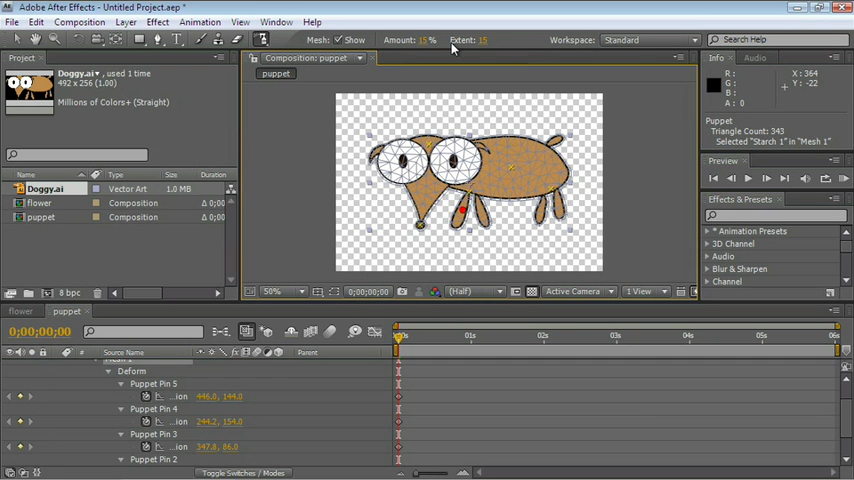 Adobe After Effects - Untitled Project.aep *
File Edit Composition Layer Effect Animation View Window Help
Mesh: Show Amount: 15 % Extent: 15 Workspace: Standard Search Help
Project
Doggy.ai, used 1 time
492 x 256 (1.00)
Millions of Colors+ (Straight)
Name Type Size Duration
Doggy.ai Vector Art 1.0 MB
flower Composition Δ 0;00
puppet Composition Δ 0;00
8 bpc
Composition: puppet
puppet
50% 0;00;00;00 (Half) Active Camera 1 View
Info Audio
R: X: 364
G: Y: -22
B:
A: 0
Puppet
Triangle Count: 343
Selected "Starch 1" in "Mesh 1"
Preview
Effects & Presets
* Animation Presets
3D Channel
Audio
Blur & Sharpen
Channel
flower puppet
0;00;00;00
00s 01s 02s 03s 04s 05s 06s
# Source Name Parent
Mesh 1
Deform
Puppet Pin 5
...ion 446.0, 144.0
Puppet Pin 4
...ion 244.2, 154.0
Puppet Pin 3
...ion 347.8, 86.0
Puppet Pin 2
Toggle Switches / Modes